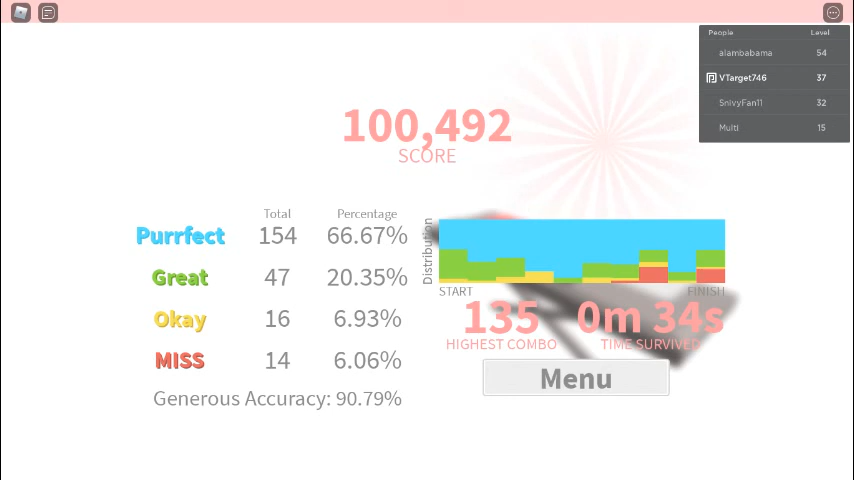 People Level
alambabama 54
VTarget746 37
SnivyFan11 32
Multi 15
100,492
SCORE
Total Percentage
Purrfect 154 66.67%
Great 47 20.35%
Okay 16 6.93%
MISS 14 6.06%
Generous Accuracy: 90.79%
Distribution
START FINISH
135 0m 34s
HIGHEST COMBO TIME SURVIVED
Menu